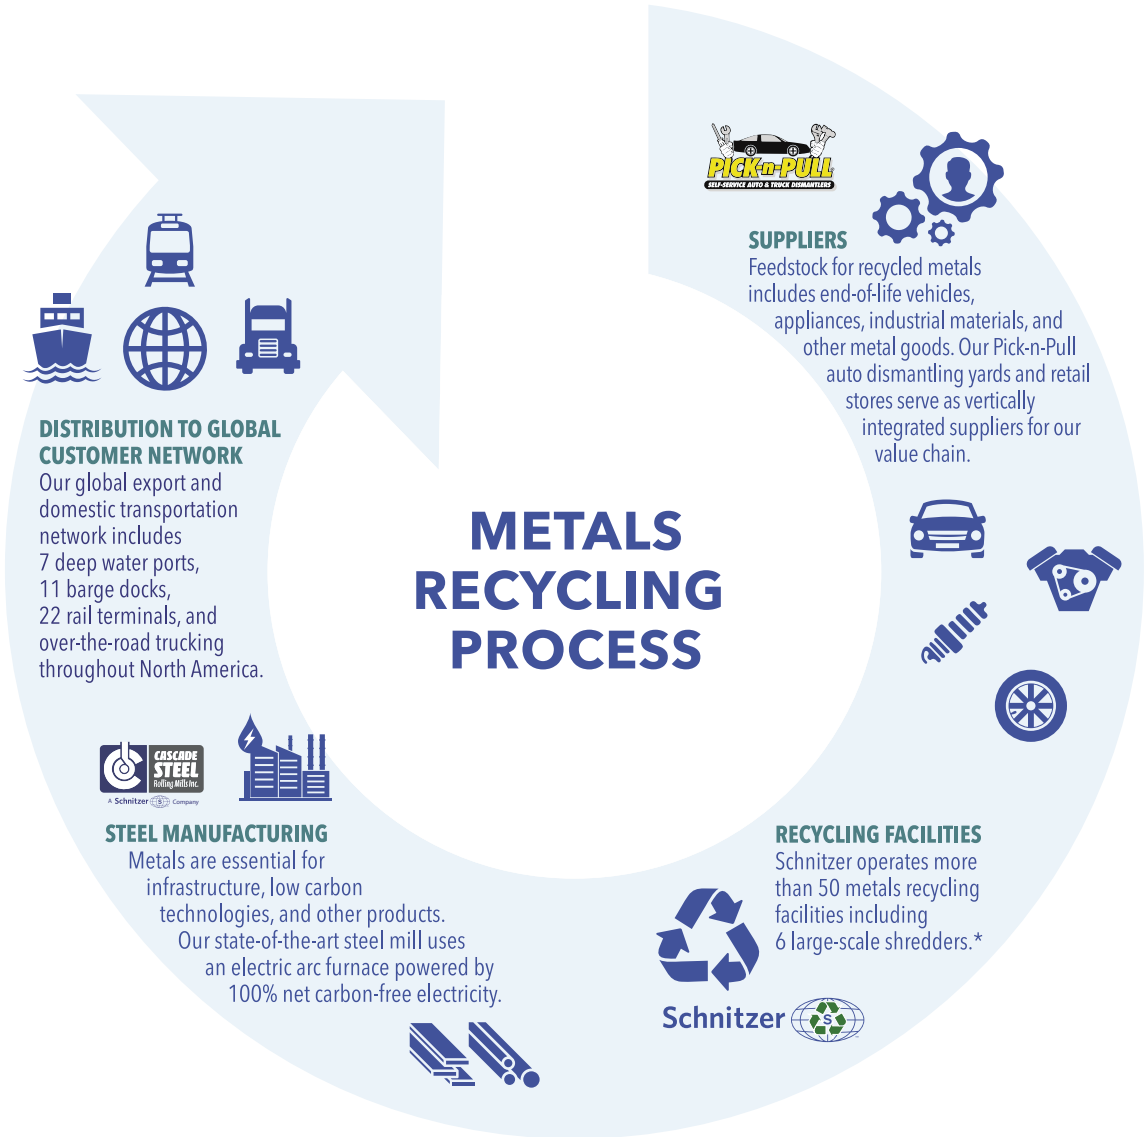 PICK-n-PULL
SELF-SERVICE AUTO & TRUCK DISMANTLERS
SUPPLIERS
Feedstock for recycled metals
includes end-of-life vehicles,
appliances, industrial materials, and
other metal goods. Our Pick-n-Pull
auto dismantling yards and retail
stores serve as vertically
integrated suppliers for our
value chain.
METALS
RECYCLING
PROCESS
RECYCLING FACILITIES
Schnitzer operates more
than 50 metals recycling
facilities including
6 large-scale shredders.*
Schnitzer S
STEEL MANUFACTURING
Metals are essential for
infrastructure, low carbon
technologies, and other products.
Our state-of-the-art steel mill uses
an electric arc furnace powered by
100% net carbon-free electricity.
CASCADE
STEEL
Rolling Mills Inc.
A Schnitzer S Company
DISTRIBUTION TO GLOBAL
CUSTOMER NETWORK
Our global export and
domestic transportation
network includes
7 deep water ports,
11 barge docks,
22 rail terminals, and
over-the-road trucking
throughout North America.